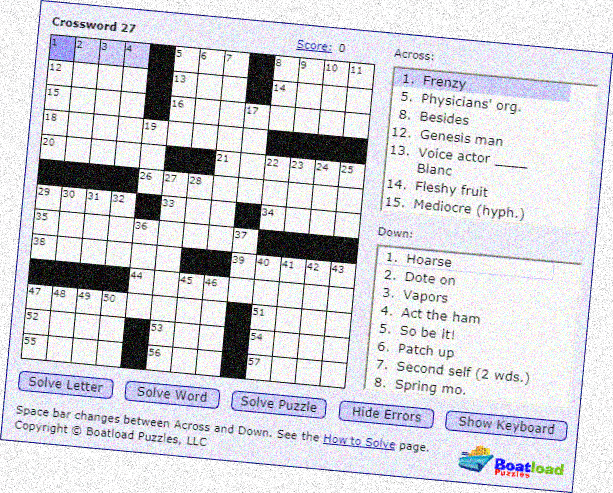 Crossword 27
Score: 0
1 2 3 4 5 6 7 8 9 10 11
12 13 14
15 16 17
18 19
20 21 22 23 24 25
26 27 28
29 30 31 32 33 34
35 36 37
38 39 40 41 42 43
44 45 46
47 48 49 50 51
52 53 54
55 56 57
Across:
1. Frenzy
5. Physicians' org.
8. Besides
12. Genesis man
13. Voice actor ____
Blanc
14. Fleshy fruit
15. Mediocre (hyph.)
Down:
1. Hoarse
2. Dote on
3. Vapors
4. Act the ham
5. So be it!
6. Patch up
7. Second self (2 wds.)
8. Spring mo.
Solve Letter Solve Word Solve Puzzle Hide Errors Show Keyboard
Space bar changes between Across and Down. See the How to Solve page.
Copyright © Boatload Puzzles, LLC
Boatload
Puzzles